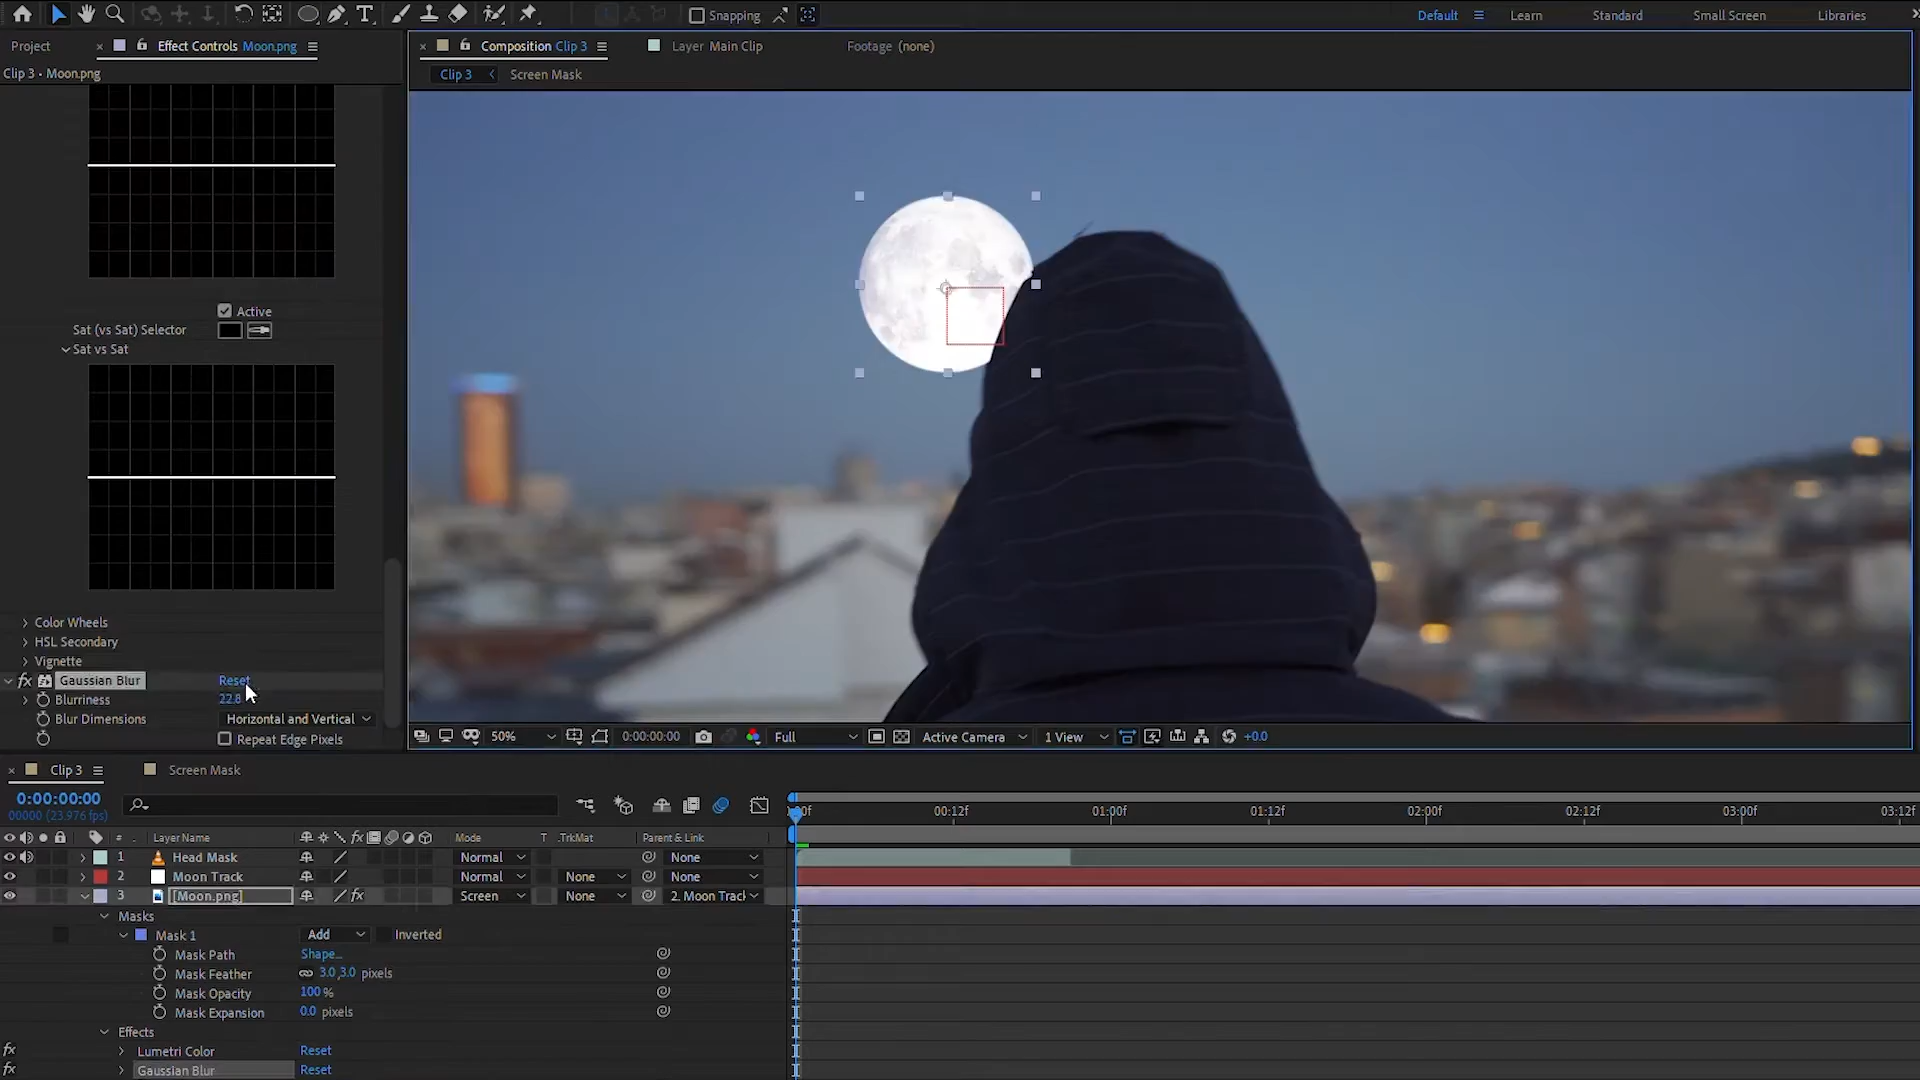 Snapping
Default
Learn
Standard
Small Screen
Libraries
Project
Effect Controls Moon.png
Composition Clip 3
Layer Main Clip
Footage (none)
Clip 3 • Moon.png
Clip 3
Screen Mask
Active
Sat (vs Sat) Selector
Sat vs Sat
Color Wheels
HSL Secondary
Vignette
fx Gaussian Blur Reset
Blurriness 22.8
Blur Dimensions Horizontal and Vertical
Repeat Edge Pixels
50% 0:00:00:00 Full Active Camera 1 View +0.0
Clip 3 Screen Mask
0:00:00:00
00000 (23.976 fps)
:00f 00:12f 01:00f 01:12f 02:00f 02:12f 03:00f 03:12f
# Layer Name fx Mode T .TrkMat Parent & Link
1 Head Mask Normal None
2 Moon Track Normal None None
3 [Moon.png] fx Screen None 2. Moon Track
Masks
Mask 1 Add Inverted
Mask Path Shape...
Mask Feather 3.0,3.0 pixels
Mask Opacity 100 %
Mask Expansion 0.0 pixels
Effects
fx Lumetri Color Reset
fx Gaussian Blur Reset